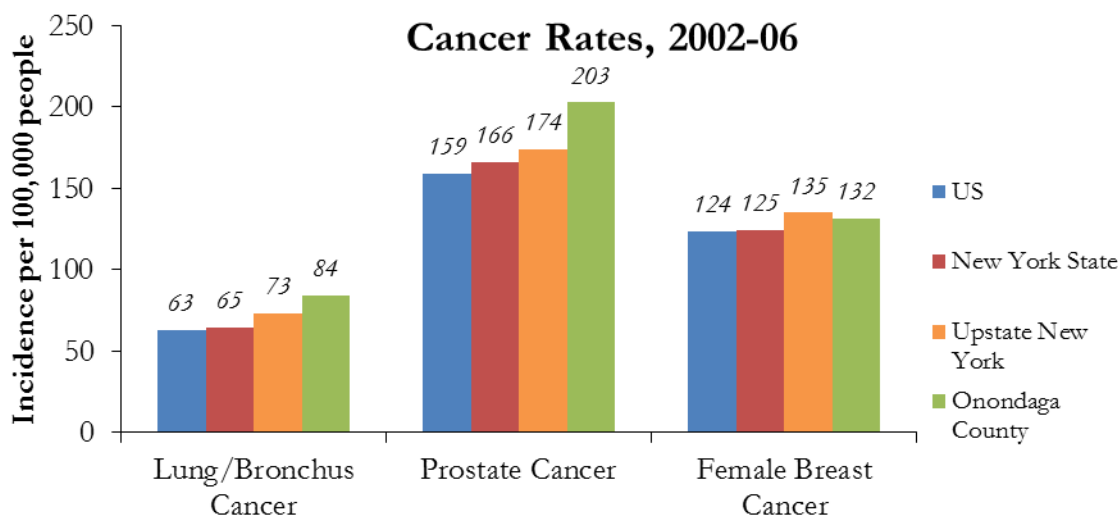 Cancer Rates, 2002-06
Incidence per 100,000 people
250
200
150
100
50
0
63 65 73 84
159 166 174 203
124 125 135 132
Lung/Bronchus
Cancer
Prostate Cancer
Female Breast
Cancer
US
New York State
Upstate New
York
Onondaga
County